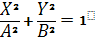 X²/A² + Y²/B² = 1